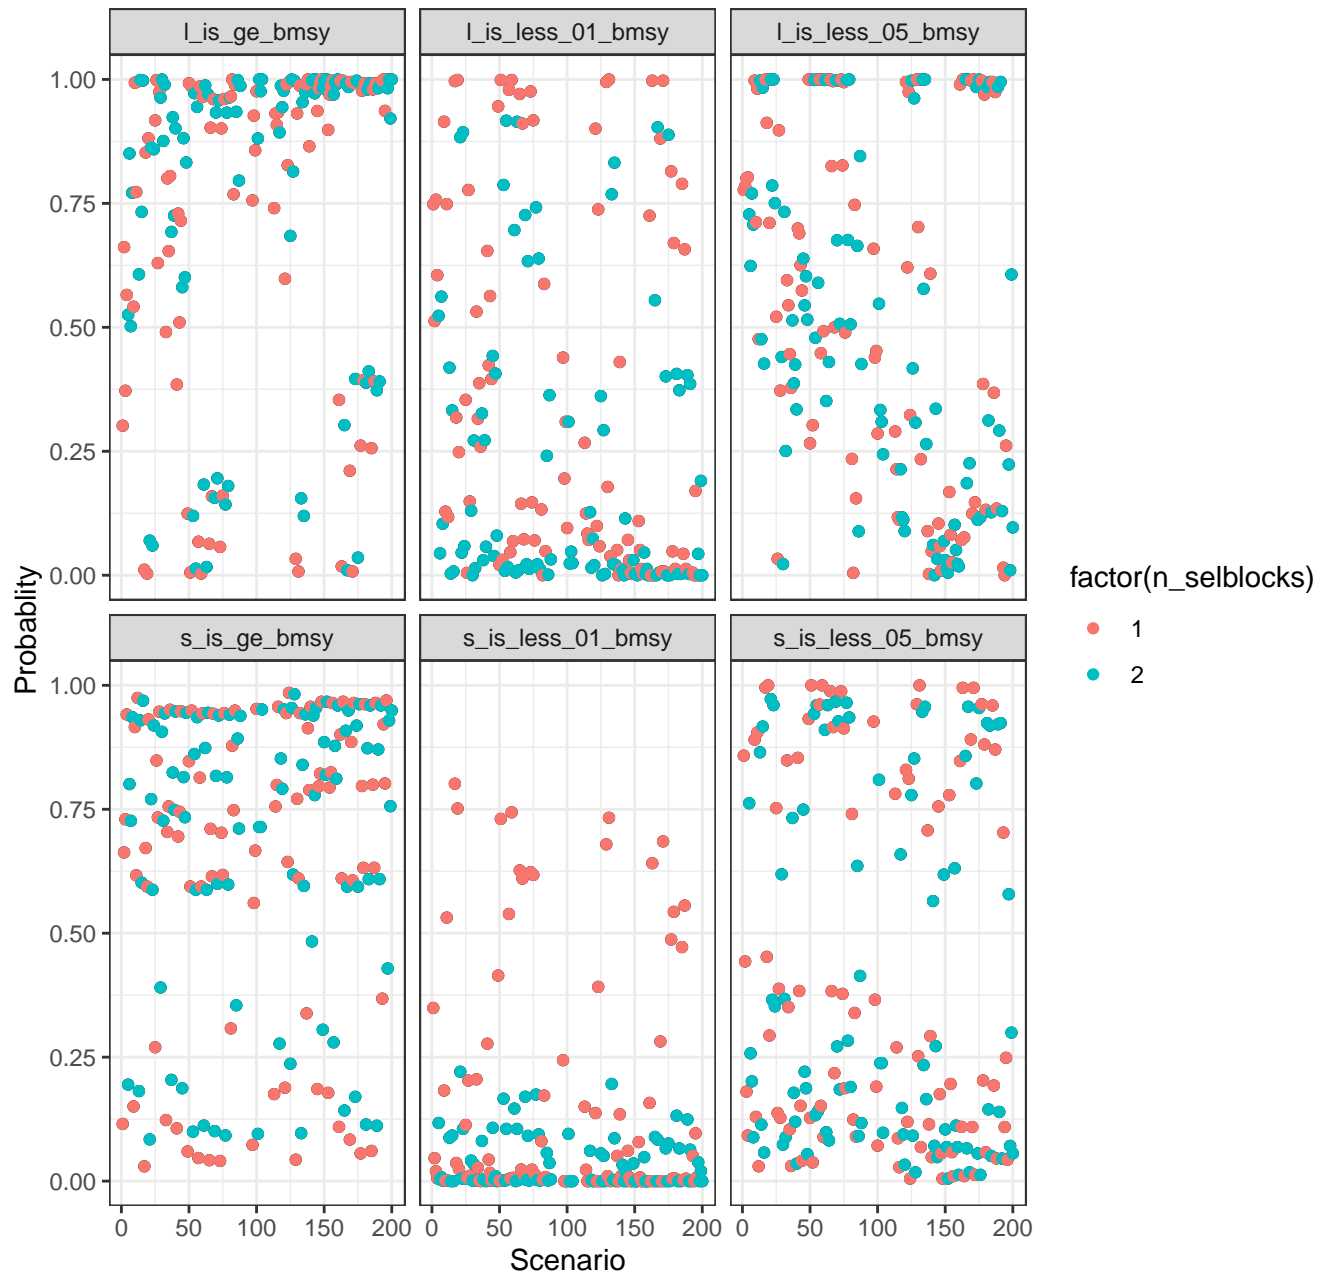 l_is_ge_bmsy l_is_less_01_bmsy l_is_less_05_bmsy
1.00
0.75
0.50
0.25
0.00
s_is_ge_bmsy s_is_less_01_bmsy s_is_less_05_bmsy
1.00
0.75
0.50
0.25
0.00
0 50 100 150 200 0 50 100 150 200 0 50 100 150 200
Scenario
Probablity
factor(n_selblocks)
1
2